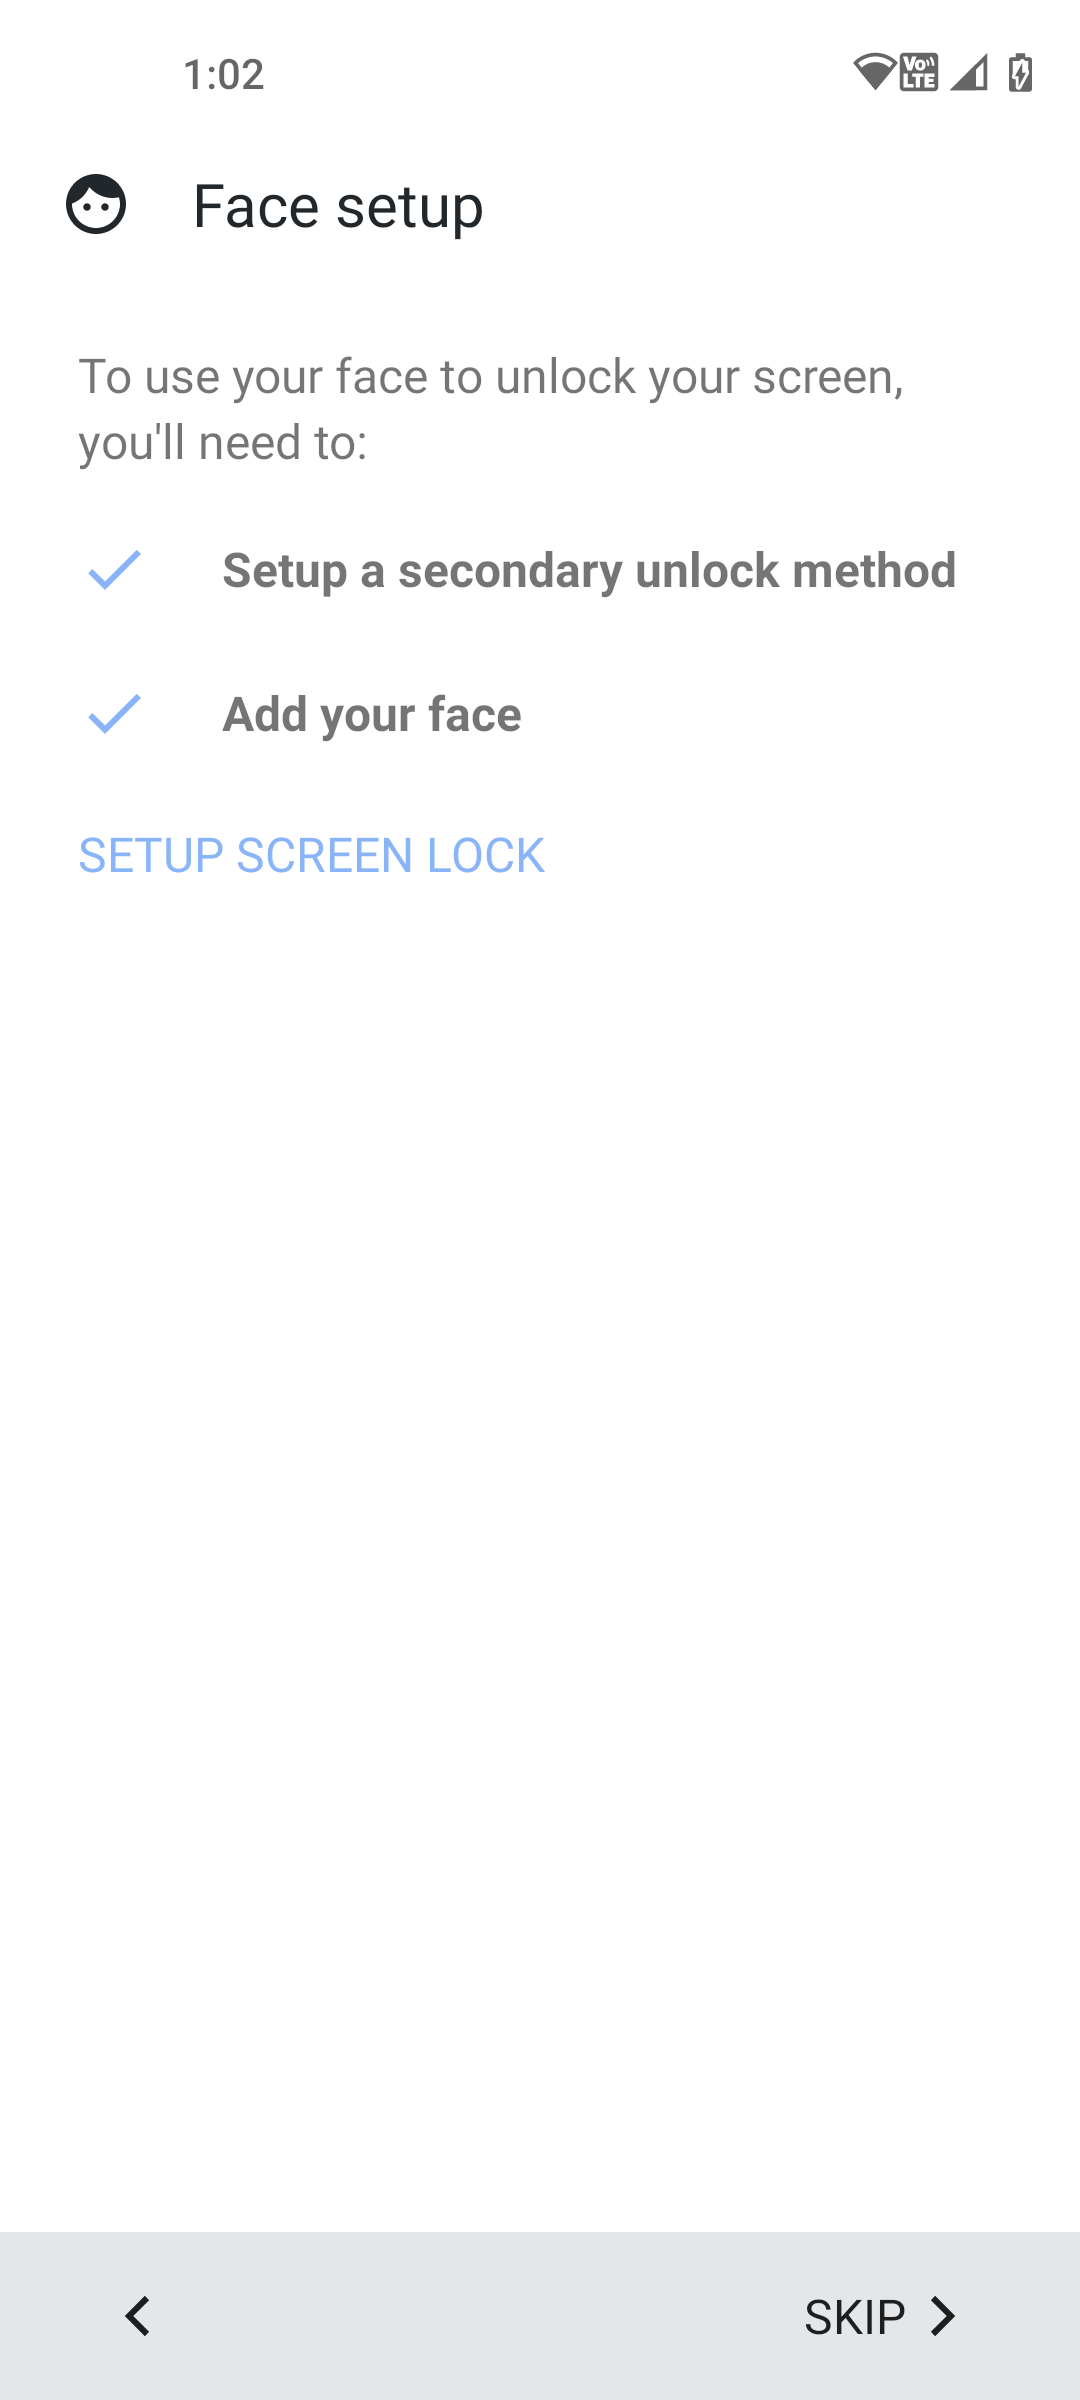 1:02
Vo LTE
Face setup
To use your face to unlock your screen,
you'll need to:
Setup a secondary unlock method
Add your face
SETUP SCREEN LOCK
SKIP